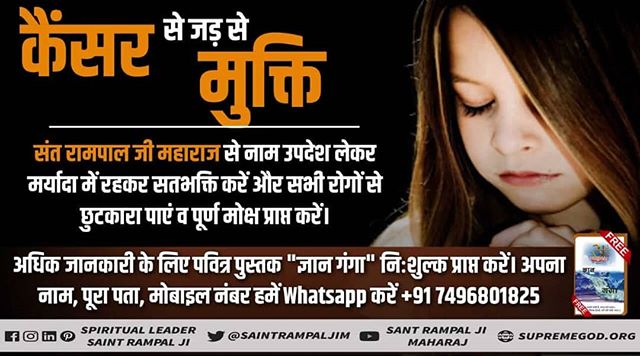 कैंसर से जड़ से
मुक्ति
संत रामपाल जी महाराज से नाम उपदेश लेकर
मर्यादा में रहकर सतभक्ति करें और सभी रोगों से
छुटकारा पाएं व पूर्ण मोक्ष प्राप्त करें।
अधिक जानकारी के लिए पवित्र पुस्तक "ज्ञान गंगा" नि:शुल्क प्राप्त करें। अपना
नाम, पूरा पता, मोबाइल नंबर हमें Whatsapp करें +91 7496801825
FREE
ज्ञान
गंगा
FREE
SPIRITUAL LEADER
SAINT RAMPAL JI
@SAINTRAMPALJIM
SANT RAMPAL JI
MAHARAJ
SUPREMEGOD.ORG